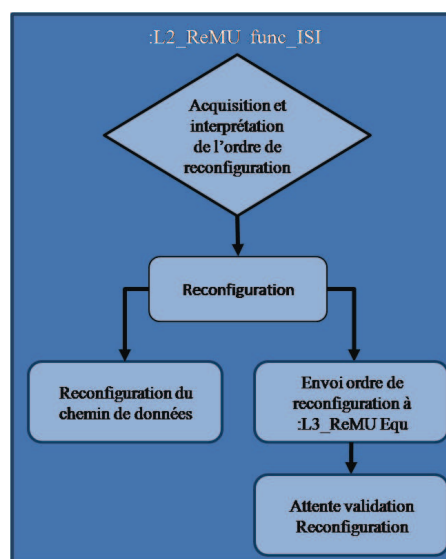 :L2_ReMU func_ISI
Acquisition et
interprétation
de l'ordre de
reconfiguration
Reconfiguration
Reconfiguration du
chemin de données
Envoi ordre de
reconfiguration à
:L3_ReMU Equ
Attente validation
Reconfiguration